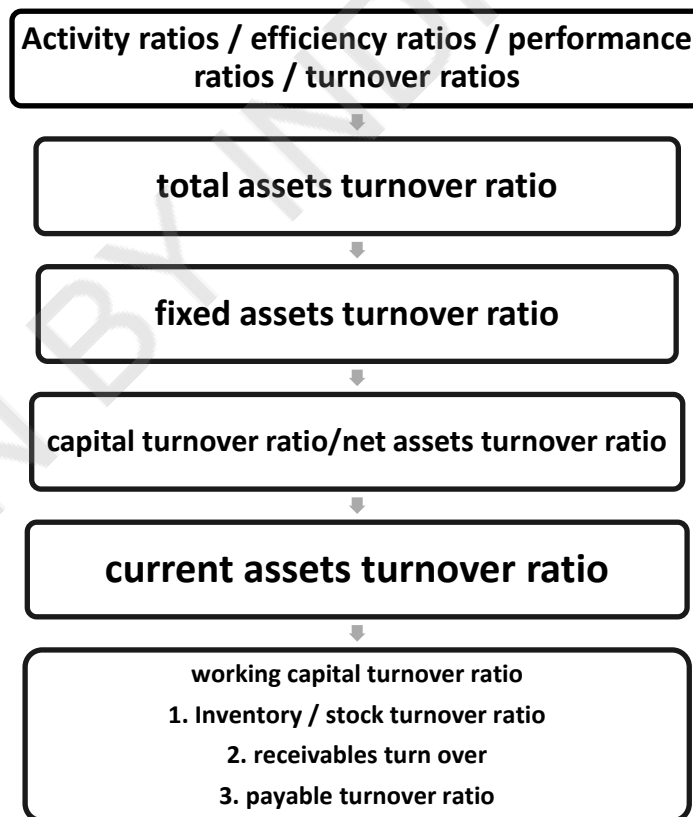 Activity ratios / efficiency ratios / performance
ratios / turnover ratios
total assets turnover ratio
fixed assets turnover ratio
capital turnover ratio/net assets turnover ratio
current assets turnover ratio
working capital turnover ratio
1. Inventory / stock turnover ratio
2. receivables turn over
3. payable turnover ratio
N BY INDI